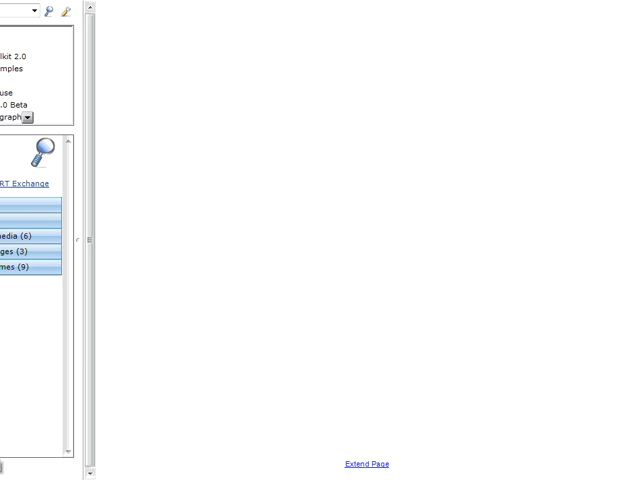 lkit 2.0
mples
use
.0 Beta
graph
RT Exchange
edia (6)
ges (3)
mes (9)
Extend Page